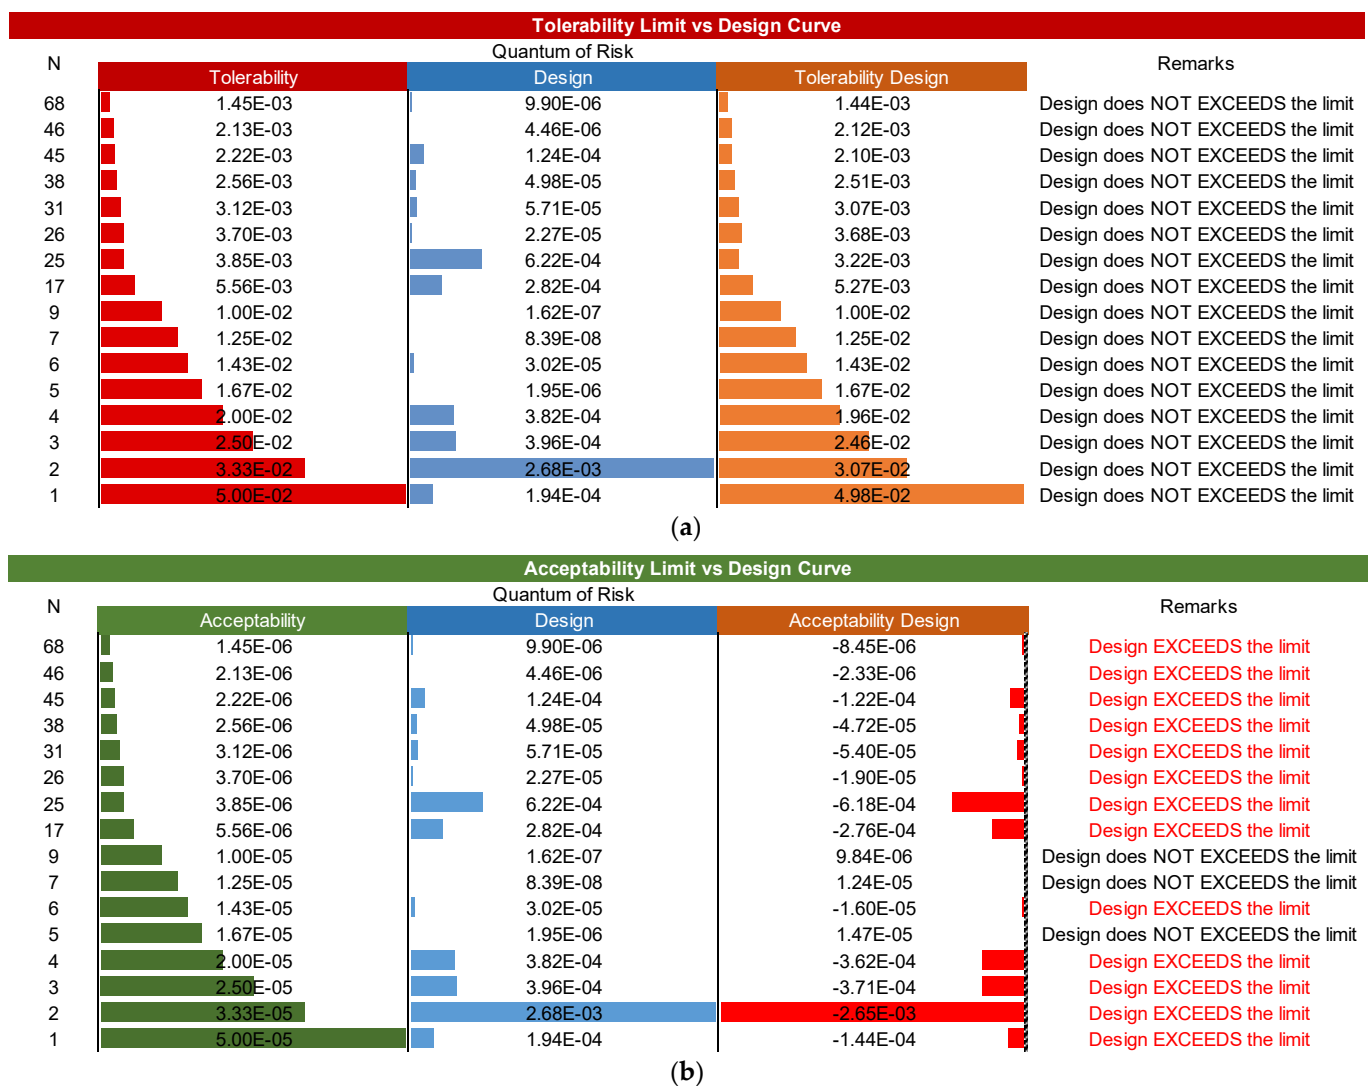 Tolerability Limit vs Design Curve
N Quantum of Risk Remarks
Tolerability Design Tolerability Design
68 1.45E-03 9.90E-06 1.44E-03 Design does NOT EXCEEDS the limit
46 2.13E-03 4.46E-06 2.12E-03 Design does NOT EXCEEDS the limit
45 2.22E-03 1.24E-04 2.10E-03 Design does NOT EXCEEDS the limit
38 2.56E-03 4.98E-05 2.51E-03 Design does NOT EXCEEDS the limit
31 3.12E-03 5.71E-05 3.07E-03 Design does NOT EXCEEDS the limit
26 3.70E-03 2.27E-05 3.68E-03 Design does NOT EXCEEDS the limit
25 3.85E-03 6.22E-04 3.22E-03 Design does NOT EXCEEDS the limit
17 5.56E-03 2.82E-04 5.27E-03 Design does NOT EXCEEDS the limit
9 1.00E-02 1.62E-07 1.00E-02 Design does NOT EXCEEDS the limit
7 1.25E-02 8.39E-08 1.25E-02 Design does NOT EXCEEDS the limit
6 1.43E-02 3.02E-05 1.43E-02 Design does NOT EXCEEDS the limit
5 1.67E-02 1.95E-06 1.67E-02 Design does NOT EXCEEDS the limit
4 2.00E-02 3.82E-04 1.96E-02 Design does NOT EXCEEDS the limit
3 2.50E-02 3.96E-04 2.46E-02 Design does NOT EXCEEDS the limit
2 3.33E-02 2.68E-03 3.07E-02 Design does NOT EXCEEDS the limit
1 5.00E-02 1.94E-04 4.98E-02 Design does NOT EXCEEDS the limit
(a)
Acceptability Limit vs Design Curve
N Quantum of Risk Remarks
Acceptability Design Acceptability Design
68 1.45E-06 9.90E-06 -8.45E-06 Design EXCEEDS the limit
46 2.13E-06 4.46E-06 -2.33E-06 Design EXCEEDS the limit
45 2.22E-06 1.24E-04 -1.22E-04 Design EXCEEDS the limit
38 2.56E-06 4.98E-05 -4.72E-05 Design EXCEEDS the limit
31 3.12E-06 5.71E-05 -5.40E-05 Design EXCEEDS the limit
26 3.70E-06 2.27E-05 -1.90E-05 Design EXCEEDS the limit
25 3.85E-06 6.22E-04 -6.18E-04 Design EXCEEDS the limit
17 5.56E-06 2.82E-04 -2.76E-04 Design EXCEEDS the limit
9 1.00E-05 1.62E-07 9.84E-06 Design does NOT EXCEEDS the limit
7 1.25E-05 8.39E-08 1.24E-05 Design does NOT EXCEEDS the limit
6 1.43E-05 3.02E-05 -1.60E-05 Design EXCEEDS the limit
5 1.67E-05 1.95E-06 1.47E-05 Design does NOT EXCEEDS the limit
4 2.00E-05 3.82E-04 -3.62E-04 Design EXCEEDS the limit
3 2.50E-05 3.96E-04 -3.71E-04 Design EXCEEDS the limit
2 3.33E-05 2.68E-03 -2.65E-03 Design EXCEEDS the limit
1 5.00E-05 1.94E-04 -1.44E-04 Design EXCEEDS the limit
(b)